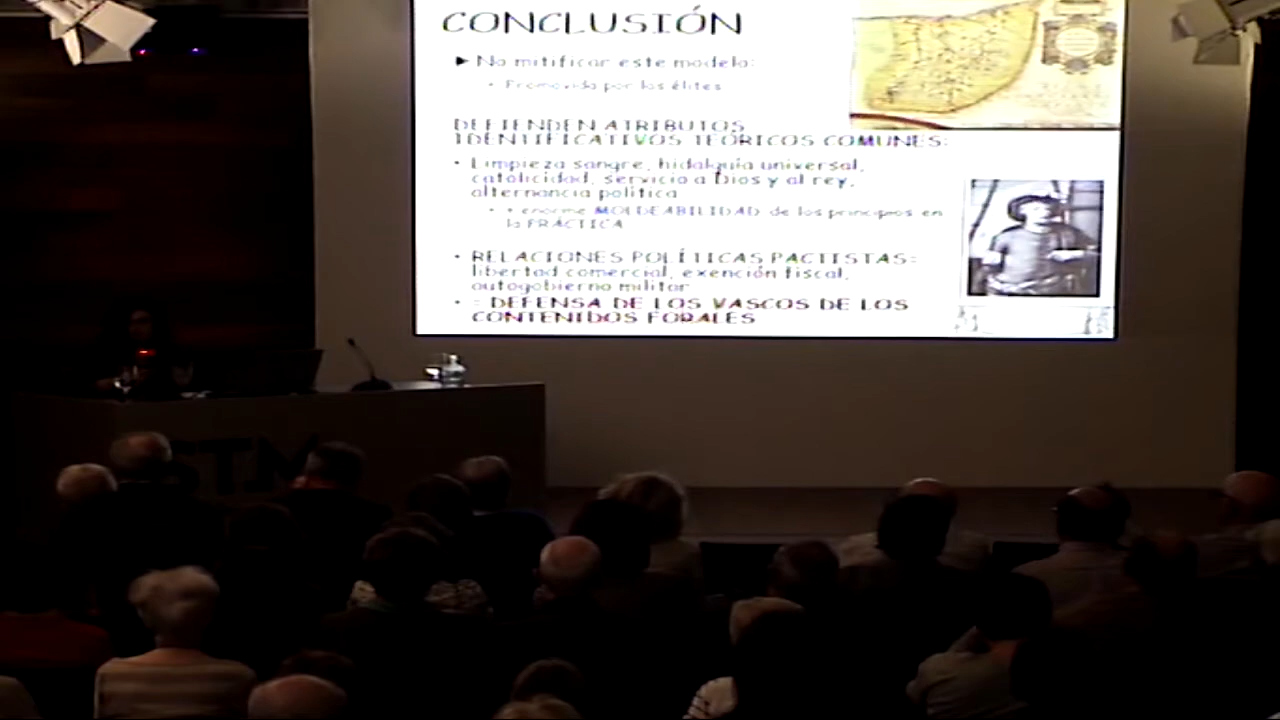 CONCLUSIÓN
► No mitificar este modelo:
• Promovida por las élites
DEFIENDEN ATRIBUTOS
IDENTIFICATIVOS TEÓRICOS COMUNES:
• Limpieza sangre, hidalguía universal,
catolicidad, servicio a Dios y al rey,
alternancia política
• + enorme MOLDEABILIDAD de los principios en
la PRÁCTICA
• RELACIONES POLÍTICAS PACTISTAS:
libertad comercial, exención fiscal,
autogobierno militar
• = DEFENSA DE LOS VASCOS DE LOS
CONTENIDOS FORALES